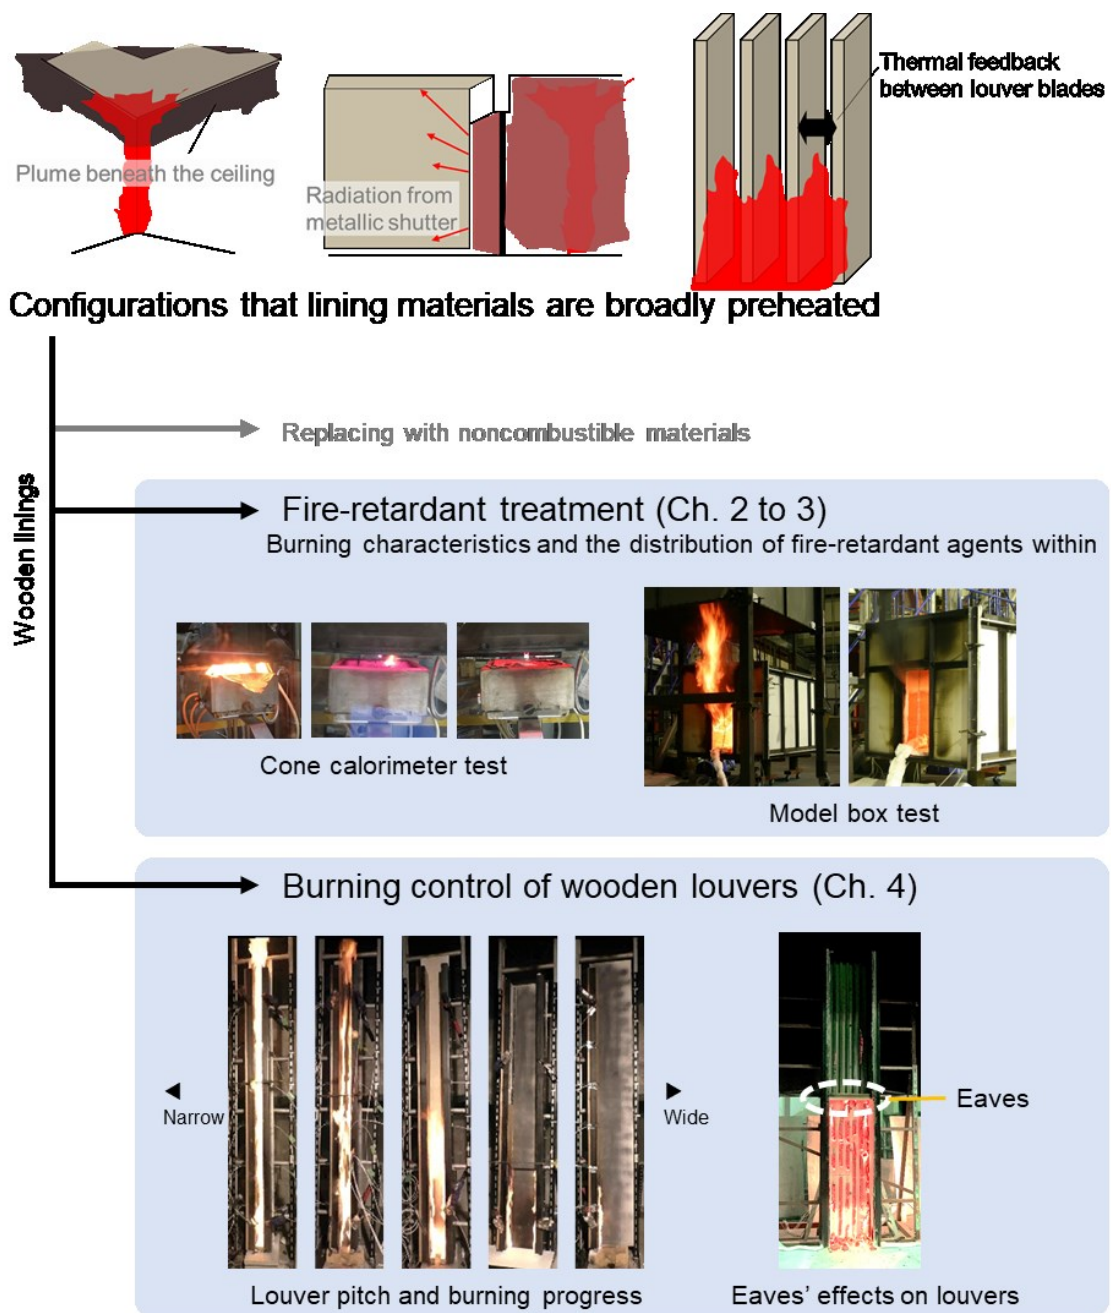 Thermal feedback
between louver blades
Plume beneath the ceiling
Radiation from
metallic shutter
Configurations that lining materials are broadly preheated
Wooden linings
Replacing with noncombustible materials
Fire-retardant treatment (Ch. 2 to 3)
Burning characteristics and the distribution of fire-retardant agents within
Cone calorimeter test
Model box test
Burning control of wooden louvers (Ch. 4)
Narrow
Wide
Eaves
Louver pitch and burning progress
Eaves' effects on louvers